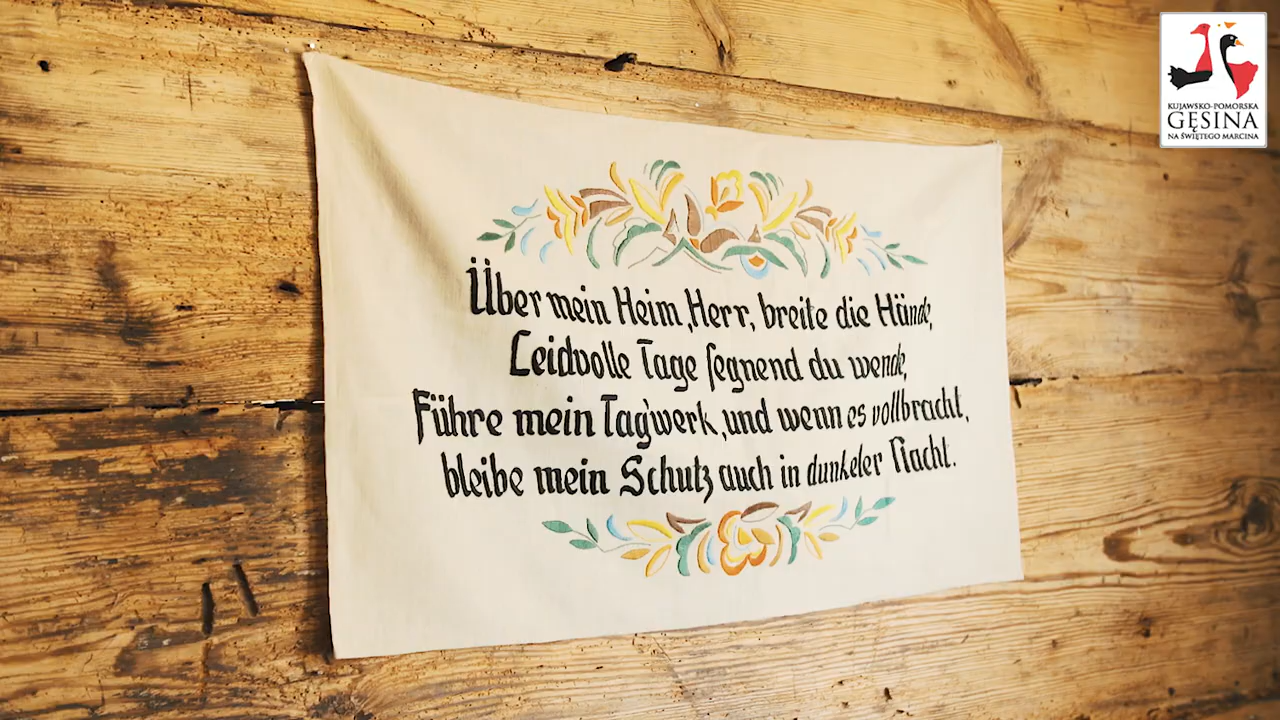 KUJAWSKO-POMORSKA
GĘSINA
NA ŚWIĘTEGO MARCINA
Über mein Heim, Herr, breite die Hände,
Leidvolle Tage ſegnend du wende,
Führe mein Tag'werk, und wenn es vollbracht,
bleibe mein Schutz auch in dunkeler Nacht.